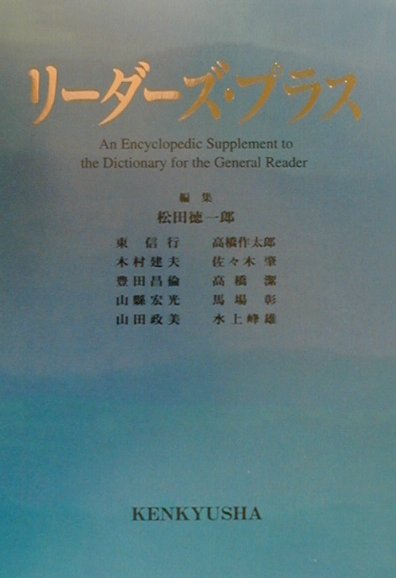 リーダーズ・プラス
An Encyclopedic Supplement to
the Dictionary for the General Reader
編集
松田徳一郎
東信行 高橋作太郎
木村建夫 佐々木肇
豊田昌倫 高橋潔
山縣宏光 馬場彰
山田政美 水上峰雄
KENKYUSHA